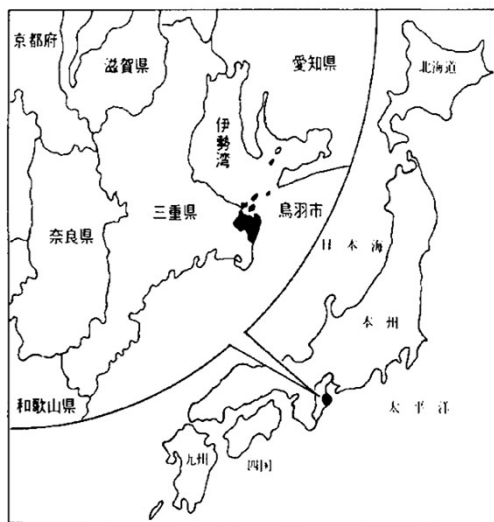 京都府
滋賀県
愛知県
北海道
伊勢湾
三重県
鳥羽市
奈良県
日本海
本州
和歌山県
太平洋
九州
四国